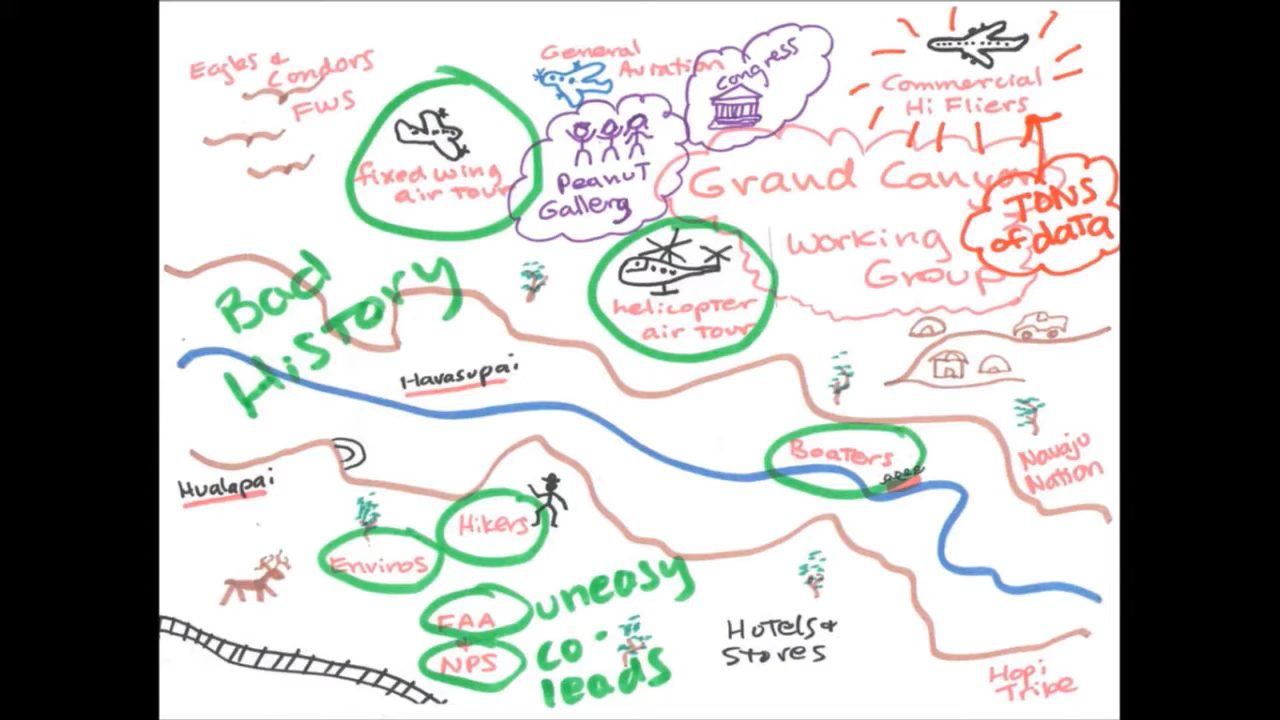 Eagles &
Condors
FWS
General
Aviation
Congress
Commercial
Hi Fliers
fixed wing
air tour
Peanut
Gallery
Grand Canyon
Working
Group
TONS
of data
helicopter
air tour
Bad
History
Havasupai
Hualapai
Boaters
Navaju
Nation
Hikers
Enviros
FAA
+
NPS
uneasy
co-
leads
Hotels &
Stores
Hopi
Tribe